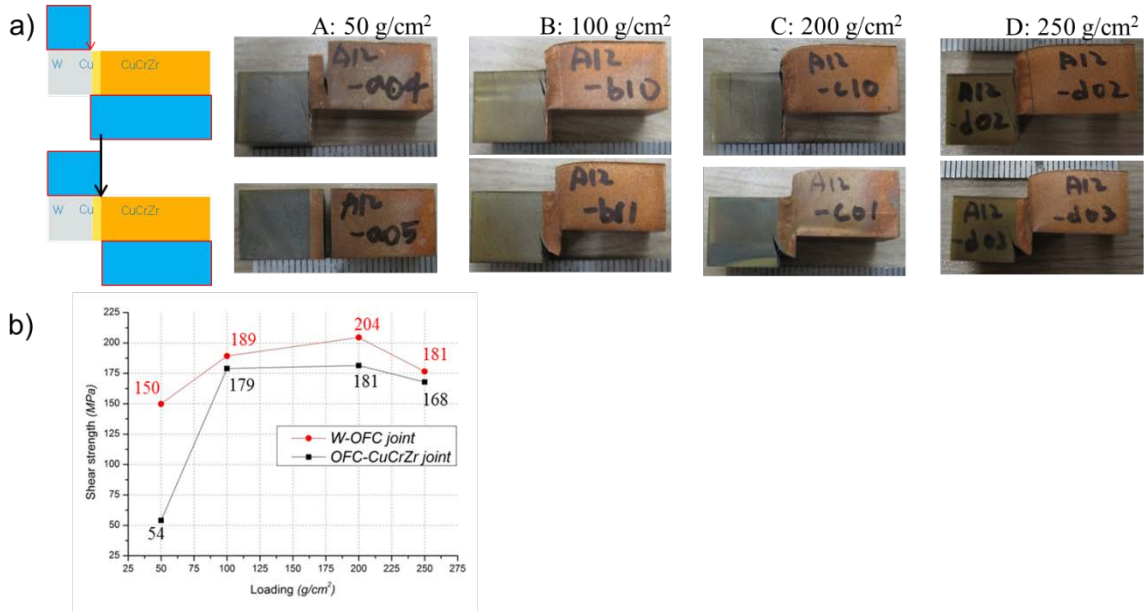 a)
A: 50 g/cm²
B: 100 g/cm²
C: 200 g/cm²
D: 250 g/cm²
W Cu CuCrZr
A12
-a04
A12
-b10
A12
-c10
A12
-d02
A12
-d02
W Cu CuCrZr
A12
-a05
A12
-b11
A12
-c01
A12
-d03
A12
-d03
b)
225
200
175
150
125
100
75
50
25
Shear strength (MPa)
150
189
204
181
54
179
181
168
W-OFC joint
OFC-CuCrZr joint
25 50 75 100 125 150 175 200 225 250 275
Loading (g/cm²)